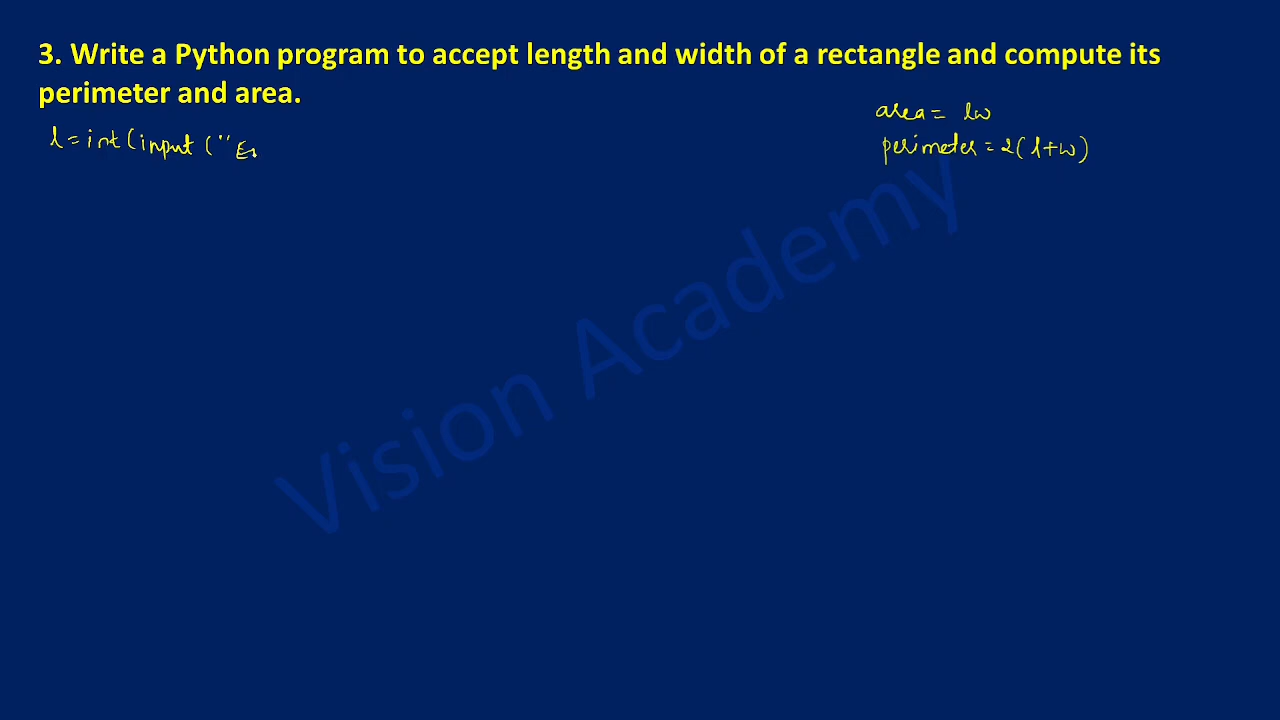 3. Write a Python program to accept length and width of a rectangle and compute its
perimeter and area.
area = lw
l = int(input ("En
perimeter = 2(l+w)
Vision Academy